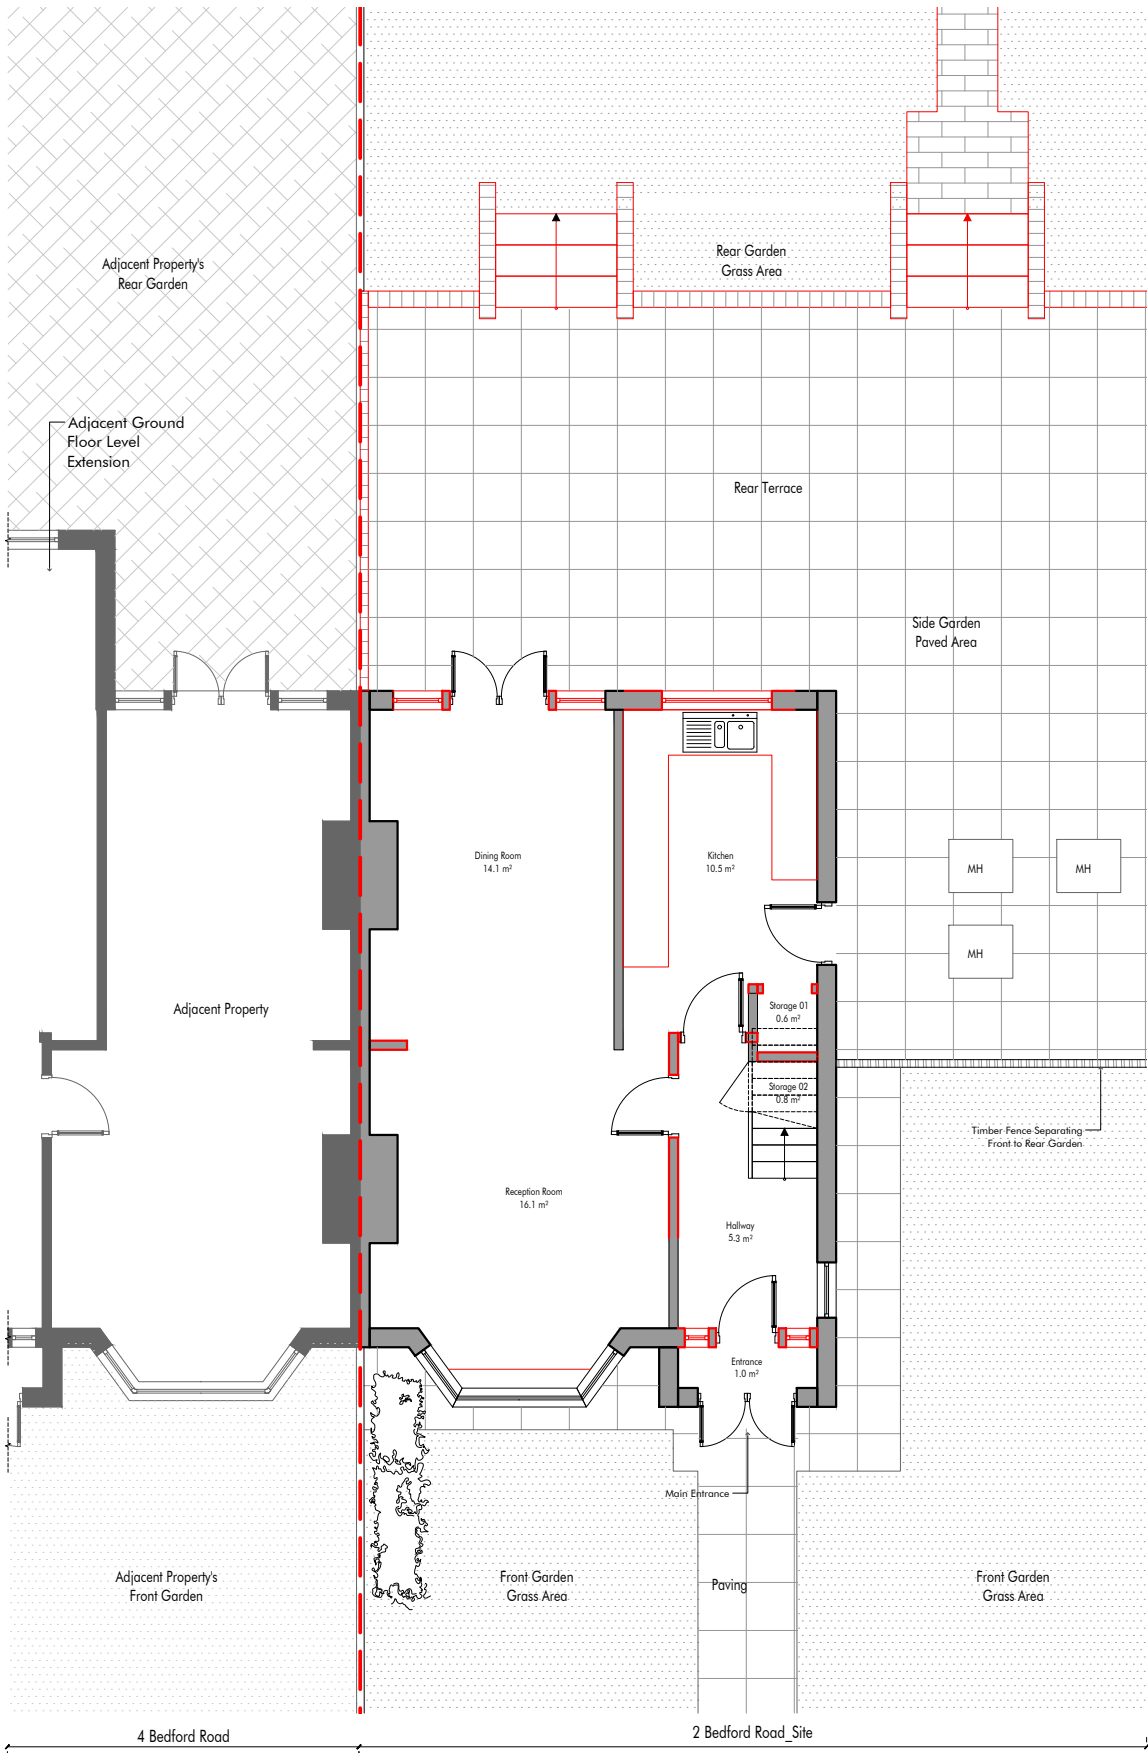 Adjacent Property's
Rear Garden
Rear Garden
Grass Area
Adjacent Ground
Floor Level
Extension
Rear Terrace
Side Garden
Paved Area
Dining Room
14.1 m²
Kitchen
10.5 m²
MH
MH
MH
Adjacent Property
Storage 01
0.6 m²
Storage 02
0.8 m²
Timber Fence Separating
Front to Rear Garden
Reception Room
16.1 m²
Hallway
5.3 m²
Entrance
1.0 m²
Main Entrance
Adjacent Property's
Front Garden
Front Garden
Grass Area
Paving
Front Garden
Grass Area
4 Bedford Road
2 Bedford Road_Site